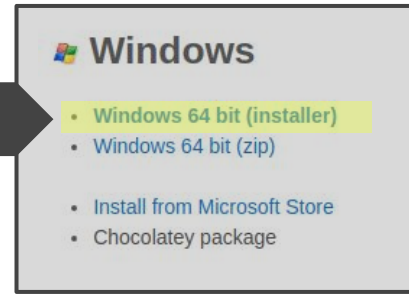 Windows
Windows 64 bit (installer)
Windows 64 bit (zip)
Install from Microsoft Store
Chocolatey package